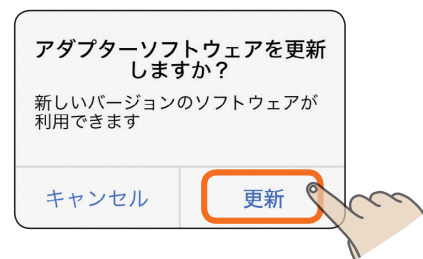 アダプターソフトウェアを更新
しますか？
新しいバージョンのソフトウェアが
利用できます
キャンセル
更新